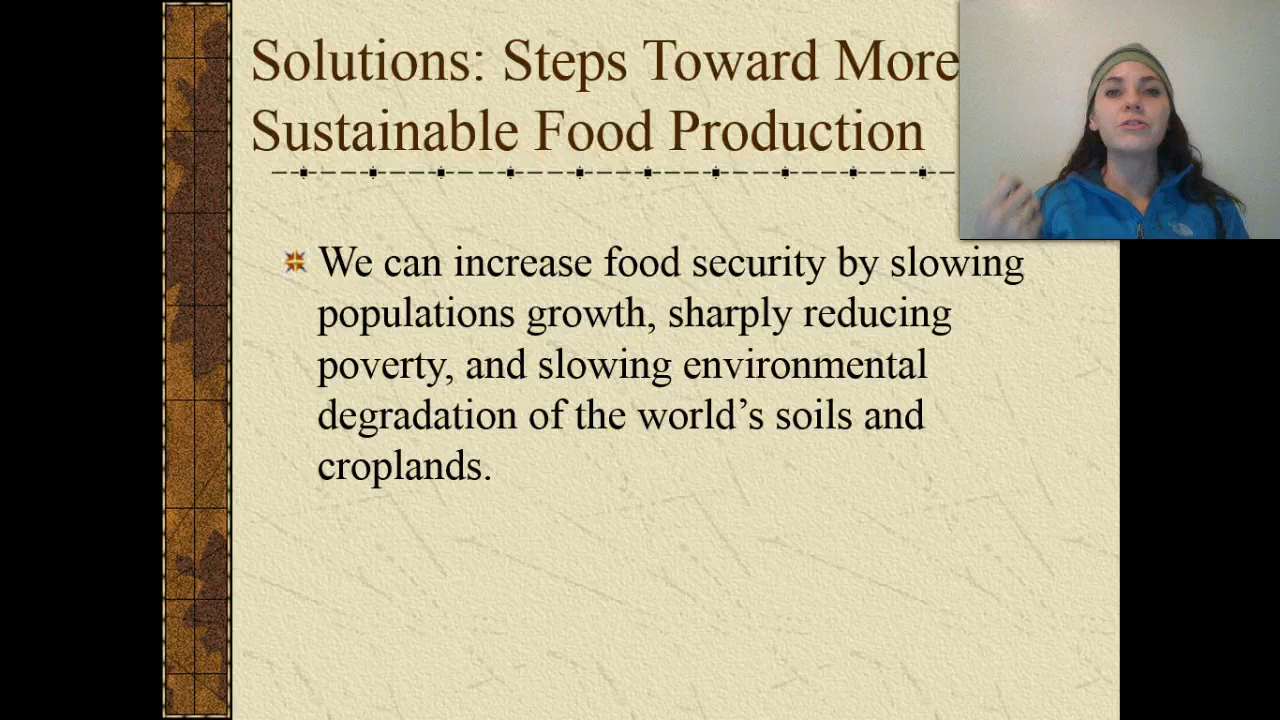 Solutions: Steps Toward More
Sustainable Food Production
We can increase food security by slowing
populations growth, sharply reducing
poverty, and slowing environmental
degradation of the world’s soils and
croplands.